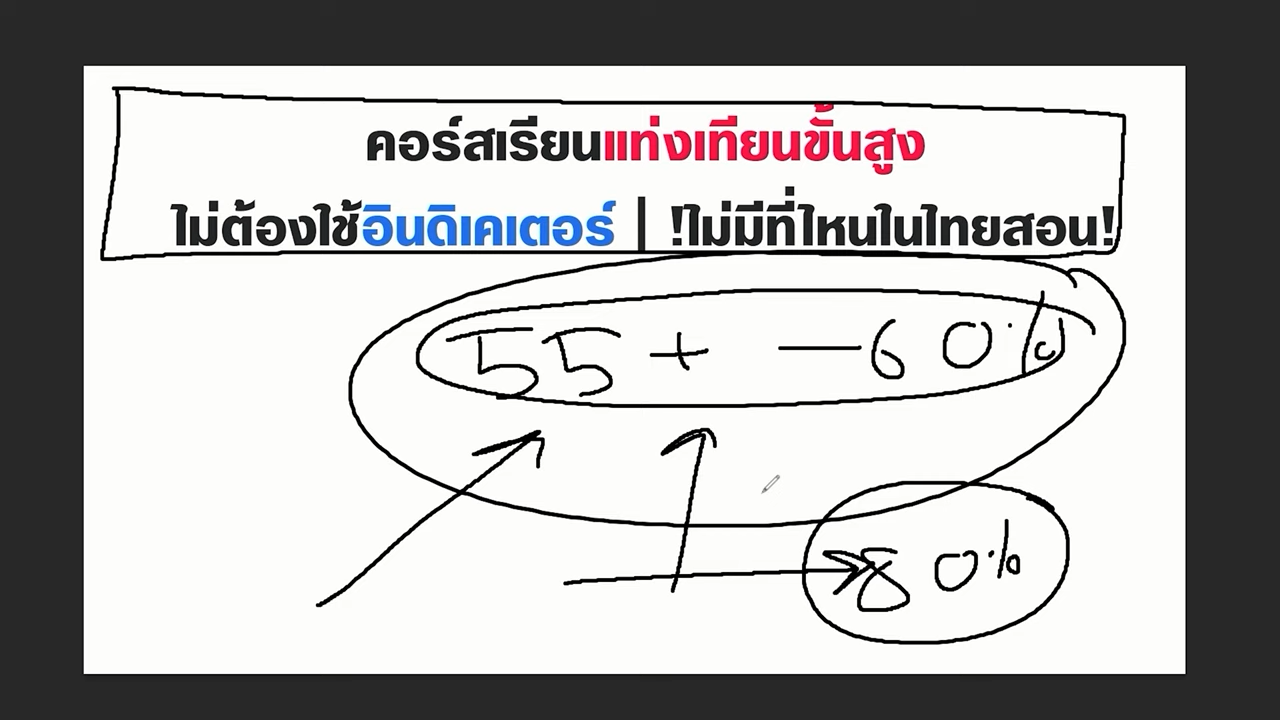 คอร์สเรียนแท่งเทียนขั้นสูง
ไม่ต้องใช้อินดิเคเตอร์ | !ไม่มีที่ไหนในไทยสอน!
55 + — 60%
80%